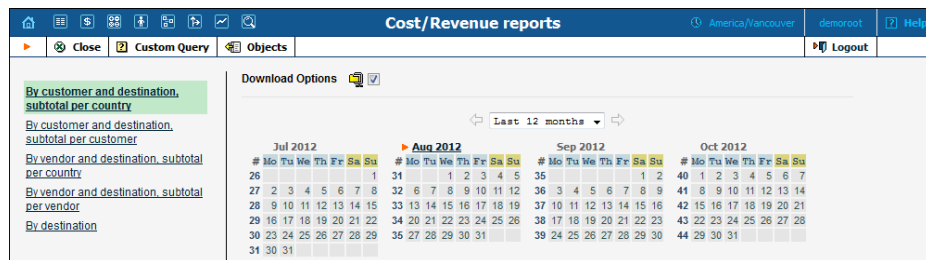 Cost/Revenue reports America/Vancouver demoroot Help
Close Custom Query Objects Logout
Download Options
By customer and destination,
subtotal per country
By customer and destination,
subtotal per customer
By vendor and destination, subtotal
per country
By vendor and destination, subtotal
per vendor
By destination
Last 12 months
Jul 2012 Aug 2012 Sep 2012 Oct 2012
# Mo Tu We Th Fr Sa Su # Mo Tu We Th Fr Sa Su # Mo Tu We Th Fr Sa Su # Mo Tu We Th Fr Sa Su
26 1 31 1 2 3 4 5 35 1 2 40 1 2 3 4 5 6 7
27 2 3 4 5 6 7 8 32 6 7 8 9 10 11 12 36 3 4 5 6 7 8 9 41 8 9 10 11 12 13 14
28 9 10 11 12 13 14 15 33 13 14 15 16 17 18 19 37 10 11 12 13 14 15 16 42 15 16 17 18 19 20 21
29 16 17 18 19 20 21 22 34 20 21 22 23 24 25 26 38 17 18 19 20 21 22 23 43 22 23 24 25 26 27 28
30 23 24 25 26 27 28 29 35 27 28 29 30 31 39 24 25 26 27 28 29 30 44 29 30 31
31 30 31